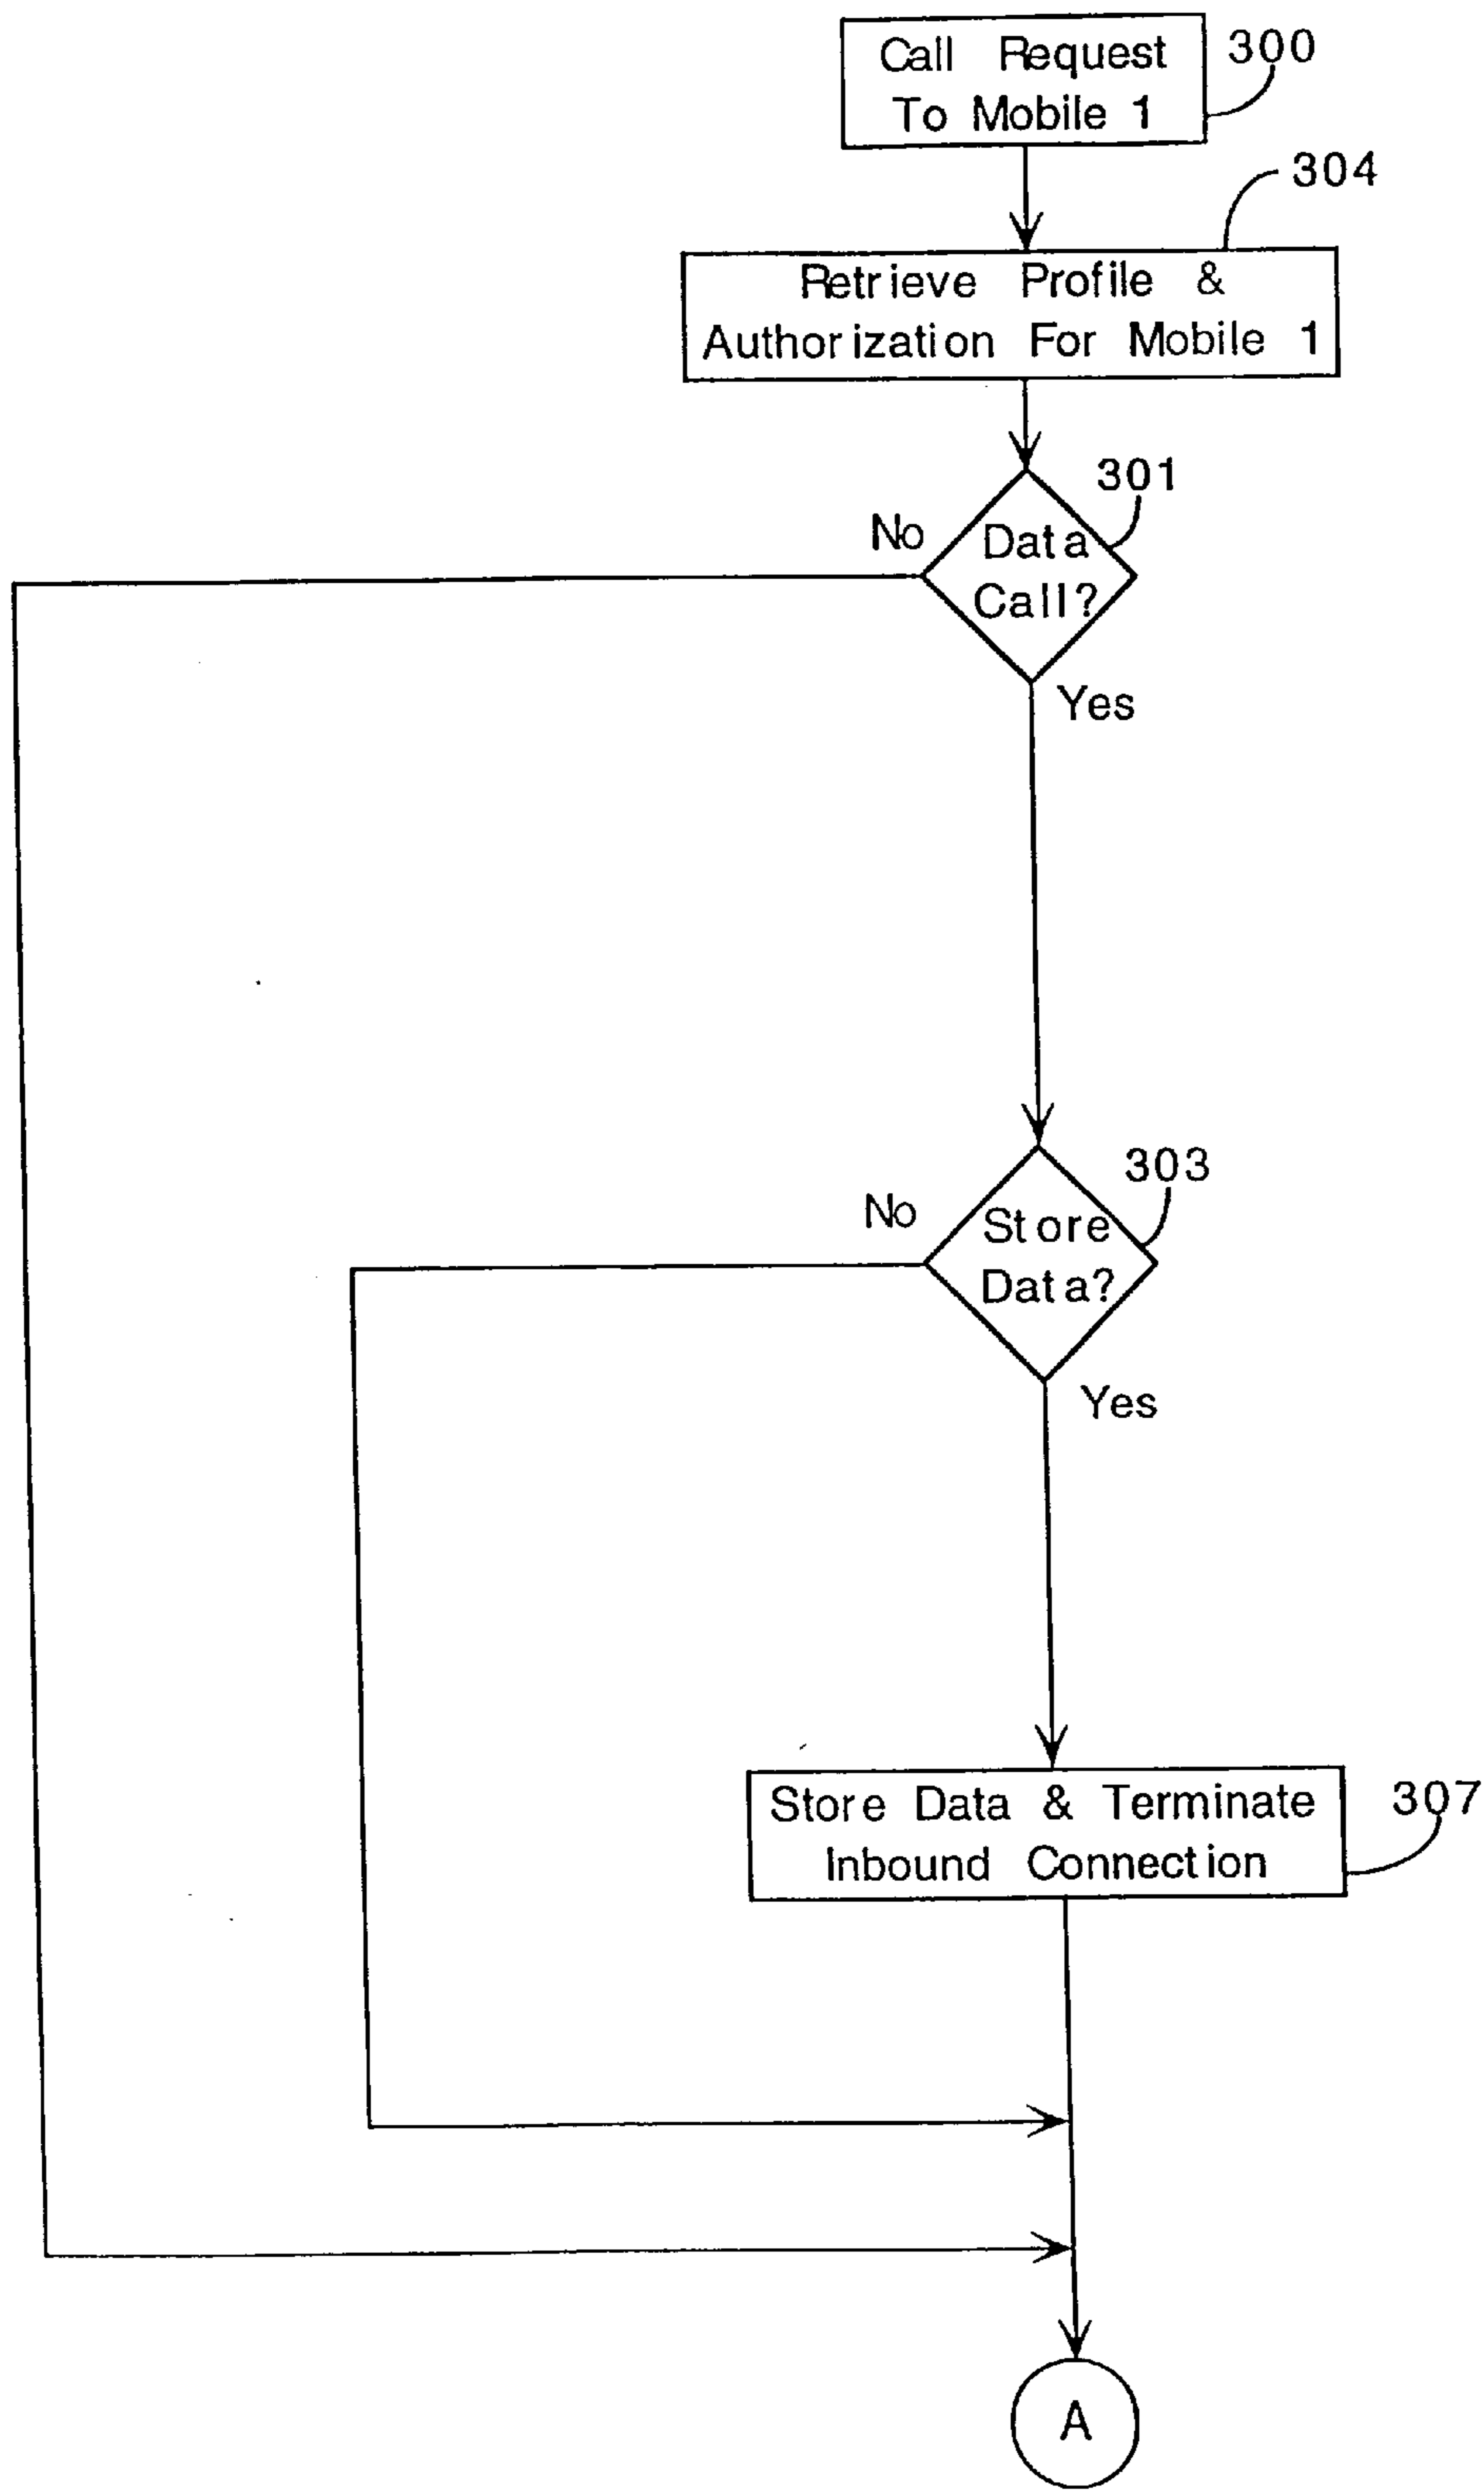 Call Request
To Mobile 1
300
304
Retrieve Profile &
Authorization For Mobile 1
301
No
Data
Call?
Yes
303
No
Store
Data?
Yes
Store Data & Terminate
Inbound Connection
307
A